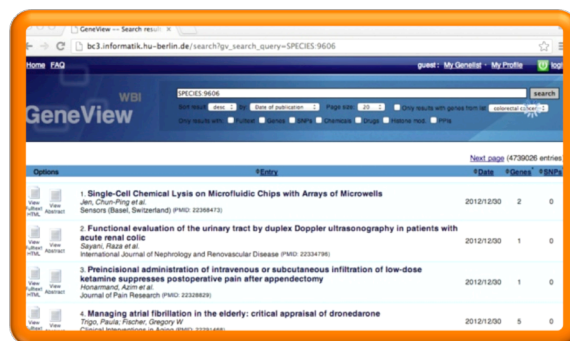 GeneView -- Search result ×
bc3.informatik.hu-berlin.de/search?gv_search_query=SPECIES:9606
Home FAQ
guest: My Genelist - My Profile login
WBI
GeneView
SPECIES:9606 search
Sort result desc by Date of publication Page size 20 Only results with genes from list colorectal cancer
Only results with: Fulltext Genes SNPs Chemicals Drugs Histone mod. PPIs
Next page (4739026 entries
Options Entry Date Genes SNPs
1. Single-Cell Chemical Lysis on Microfluidic Chips with Arrays of Microwells
Jen, Chun-Ping et al.
Sensors (Basel, Switzerland) (PMID: 22368473)
View Fulltext HTML View Abstract 2012/12/30 2 0
2. Functional evaluation of the urinary tract by duplex Doppler ultrasonography in patients with
acute renal colic
Sayani, Raza et al.
International Journal of Nephrology and Renovascular Disease (PMID: 22334798)
View Fulltext HTML View Abstract 2012/12/30 1 0
3. Preincisional administration of intravenous or subcutaneous infiltration of low-dose
ketamine suppresses postoperative pain after appendectomy
Honarmand, Azim et al.
Journal of Pain Research (PMID: 22328829)
View Fulltext HTML View Abstract 2012/12/30 1 0
4. Managing atrial fibrillation in the elderly: critical appraisal of dronedarone
Trigo, Paula; Fischer, Gregory W
Clinical Interventions in Aging
View View 2012/12/30 5 0